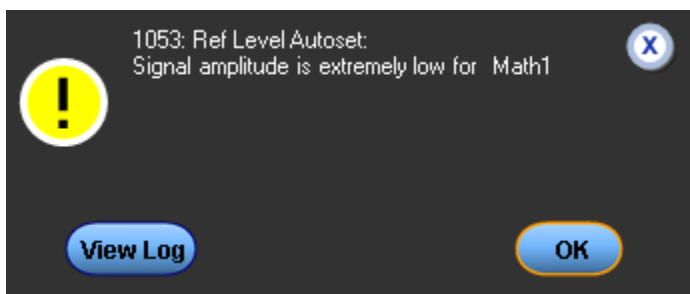 1053: Ref Level Autoset:
Signal amplitude is extremely low for Math1
X
!
View Log
OK